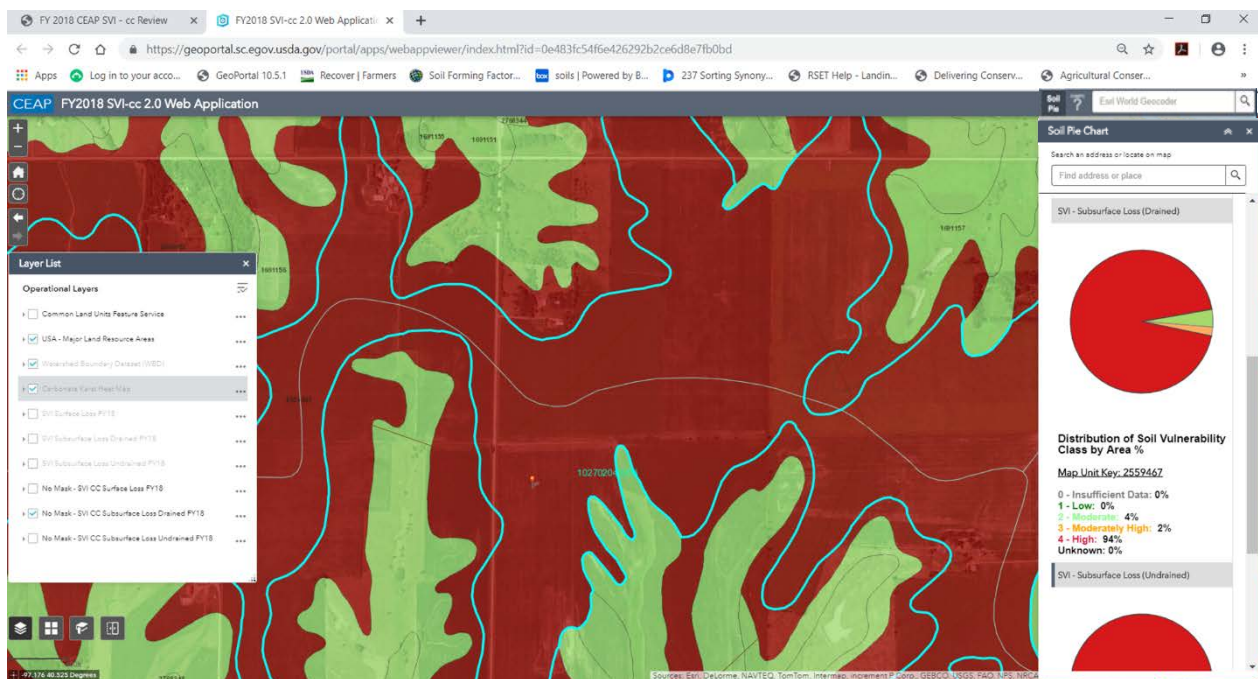 FY 2018 CEAP SVI - cc Review
FY2018 SVI-cc 2.0 Web Applicati
https://geoportal.sc.egov.usda.gov/portal/apps/webappviewer/index.html?id=0e483fc54f6e426292b2ce6d8e7fb0bd
Apps Log in to your acco... GeoPortal 10.5.1 Recover | Farmers Soil Forming Factor... box soils | Powered by B... 237 Sorting Synony... RSET Help - Landin... Delivering Conserv... Agricultural Conser... »
CEAP FY2018 SVI-cc 2.0 Web Application
Soil Pie
Esri World Geocoder
Soil Pie Chart
Search an address or locate on map
Find address or place
SVI - Subsurface Loss (Drained)
1691155
1691151
1691157
Layer List
Operational Layers
Common Land Units Feature Service
USA - Major Land Resource Areas
Watershed Boundary Dataset (WBD)
Carbonate Karst Heat Map
SVI Surface Loss FY18
SVI Subsurface Loss Drained FY18
SVI Subsurface Loss Undrained FY18
No Mask - SVI CC Surface Loss FY18
No Mask - SVI CC Subsurface Loss Drained FY18
No Mask - SVI CC Subsurface Loss Undrained FY18
Distribution of Soil Vulnerability
Class by Area %
Map Unit Key: 2559467
0 - Insufficient Data: 0%
1 - Low: 0%
2 - Moderate: 4%
3 - Moderately High: 2%
4 - High: 94%
Unknown: 0%
SVI - Subsurface Loss (Undrained)
-97.176 40.525 Degrees
Sources: Esri, DeLorme, NAVTEQ, TomTom, Intermap, increment P Corp., GEBCO, USGS, FAO, NPS, NRCA